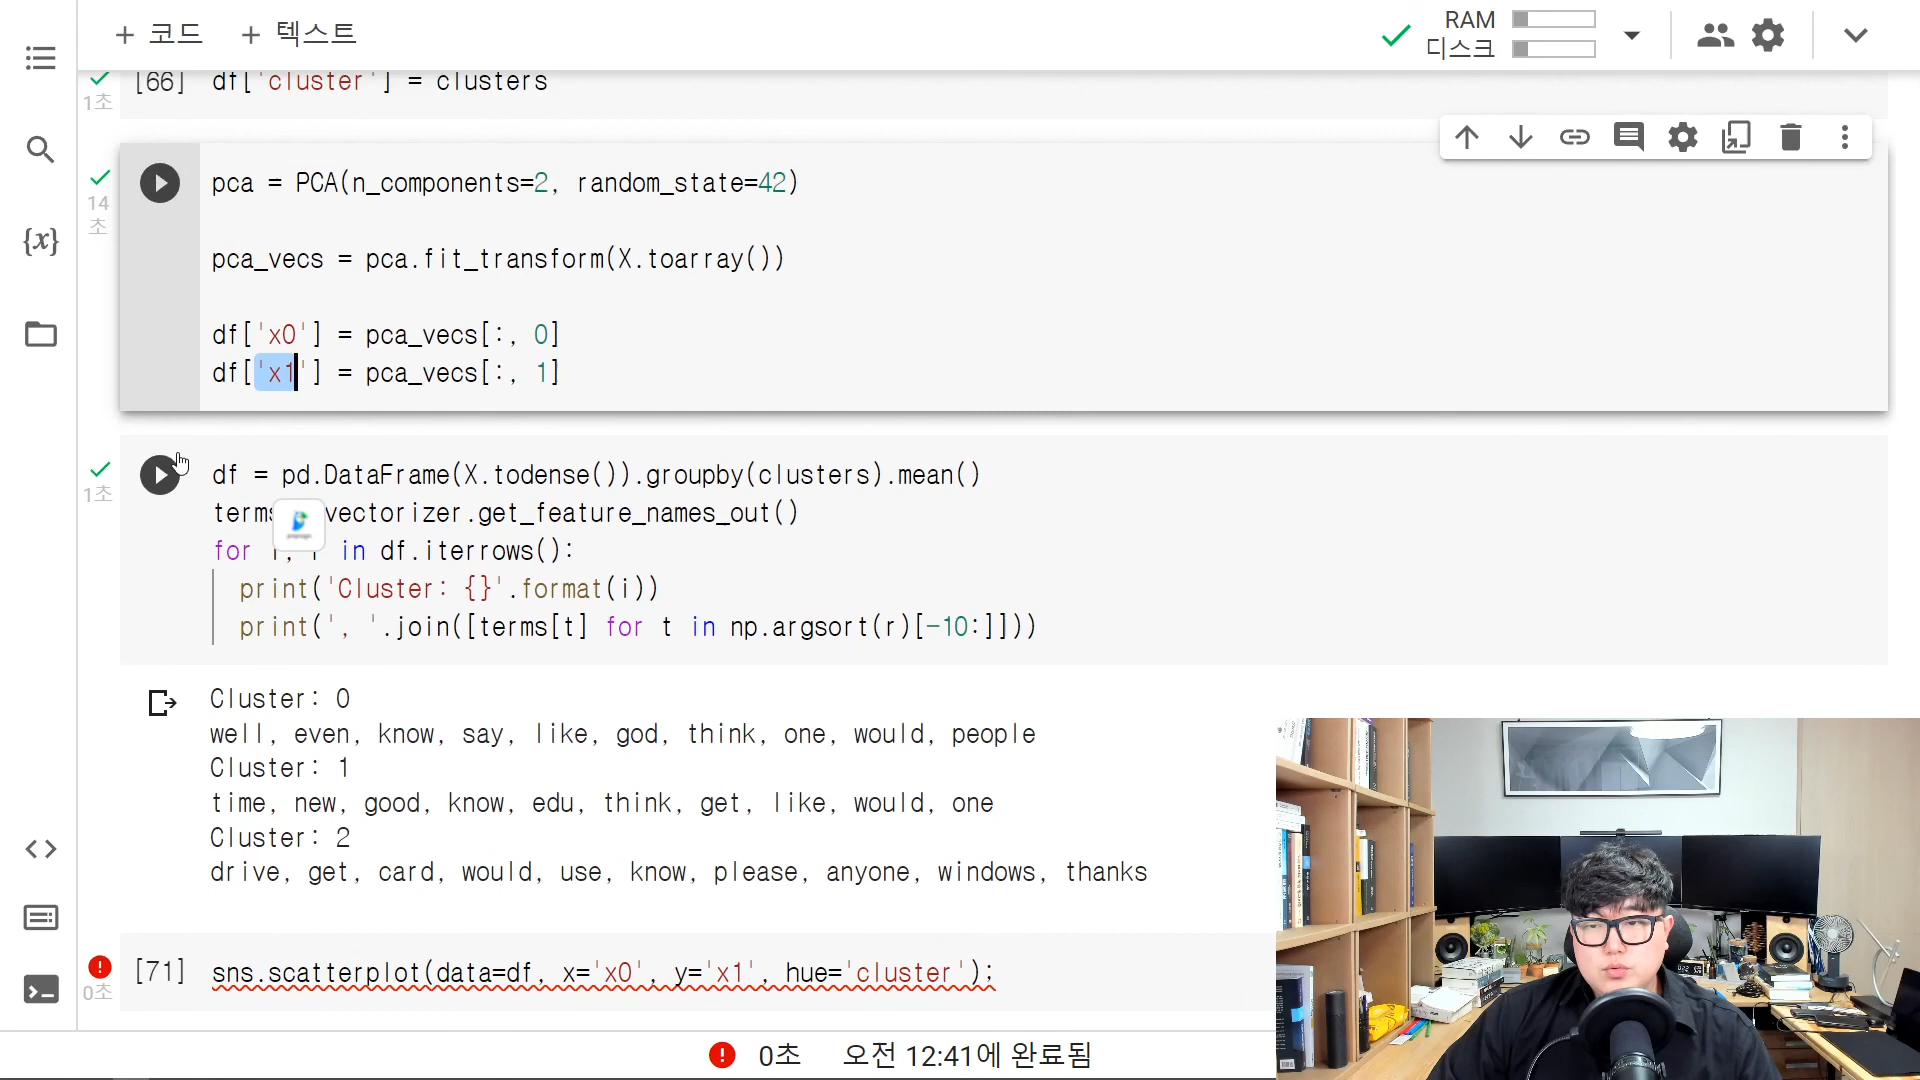 + 코드 + 텍스트
RAM
디스크
1초 [66] df['cluster'] = clusters
14
초
pca = PCA(n_components=2, random_state=42)
pca_vecs = pca.fit_transform(X.toarray())
df['x0'] = pca_vecs[:, 0]
df['x1'] = pca_vecs[:, 1]
1초
df = pd.DataFrame(X.todense()).groupby(clusters).mean()
terms vectorizer.get_feature_names_out()
for in df.iterrows():
print('Cluster: {}'.format(i))
print(', '.join([terms[t] for t in np.argsort(r)[-10:]]))
Cluster: 0
well, even, know, say, like, god, think, one, would, people
Cluster: 1
time, new, good, know, edu, think, get, like, would, one
Cluster: 2
drive, get, card, would, use, know, please, anyone, windows, thanks
0초 [71] sns.scatterplot(data=df, x='x0', y='x1', hue='cluster');
0초 오전 12:41에 완료됨